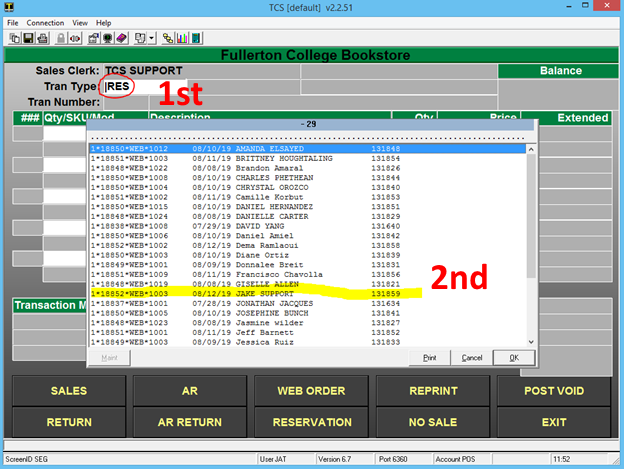 TCS [default] v2.2.51
File Connection View Help
Fullerton College Bookstore
Sales Clerk: TCS SUPPORT
Balance
Tran Type: RES
1st
Tran Number:
### Qty/SKU/Mod Description Qty Price Extended
- 29
1*18850*WEB*1012 08/10/19 AMANDA ELSAYED 131848
1*18851*WEB*1003 08/11/19 BRITTNEY HOUGHTALING 131854
1*18848*WEB*1022 08/08/19 Brandon Amaral 131826
1*18850*WEB*1008 08/10/19 CHARLES PHETHEAN 131844
1*18850*WEB*1004 08/10/19 CHRYSTAL OROZCO 131840
1*18851*WEB*1002 08/11/19 Camille Korbut 131853
1*18850*WEB*1015 08/10/19 DANIEL HERNANDEZ 131851
1*18848*WEB*1024 08/08/19 DANIELLE CARTER 131829
1*18838*WEB*1008 07/29/19 DAVID YANG 131640
1*18850*WEB*1006 08/10/19 Daniel Amiel 131842
1*18852*WEB*1002 08/12/19 Dema Ramlaoui 131858
1*18850*WEB*1003 08/10/19 Diane Ortiz 131839
1*18849*WEB*1001 08/09/19 Donnalee Breit 131831
1*18851*WEB*1009 08/11/19 Francisco Chavolla 131856
1*18848*WEB*1019 08/08/19 GISELLE ALLEN 131821
1*18852*WEB*1003 08/12/19 JAKE SUPPORT 131859
2nd
1*18837*WEB*1001 07/28/19 JONATHAN JACQUES 131634
1*18850*WEB*1005 08/10/19 JOSEPHINE BUNCH 131841
1*18848*WEB*1023 08/08/19 Jasmine wilder 131827
1*18851*WEB*1001 08/11/19 Jeff Barnett 131852
1*18849*WEB*1003 08/09/19 Jessica Ruiz 131833
Maint Print Cancel OK
Transaction M
SALES AR WEB ORDER REPRINT POST VOID
RETURN AR RETURN RESERVATION NO SALE EXIT
ScreenID SEG User JAT Version 6.7 Port 6360 Account POS 11:52